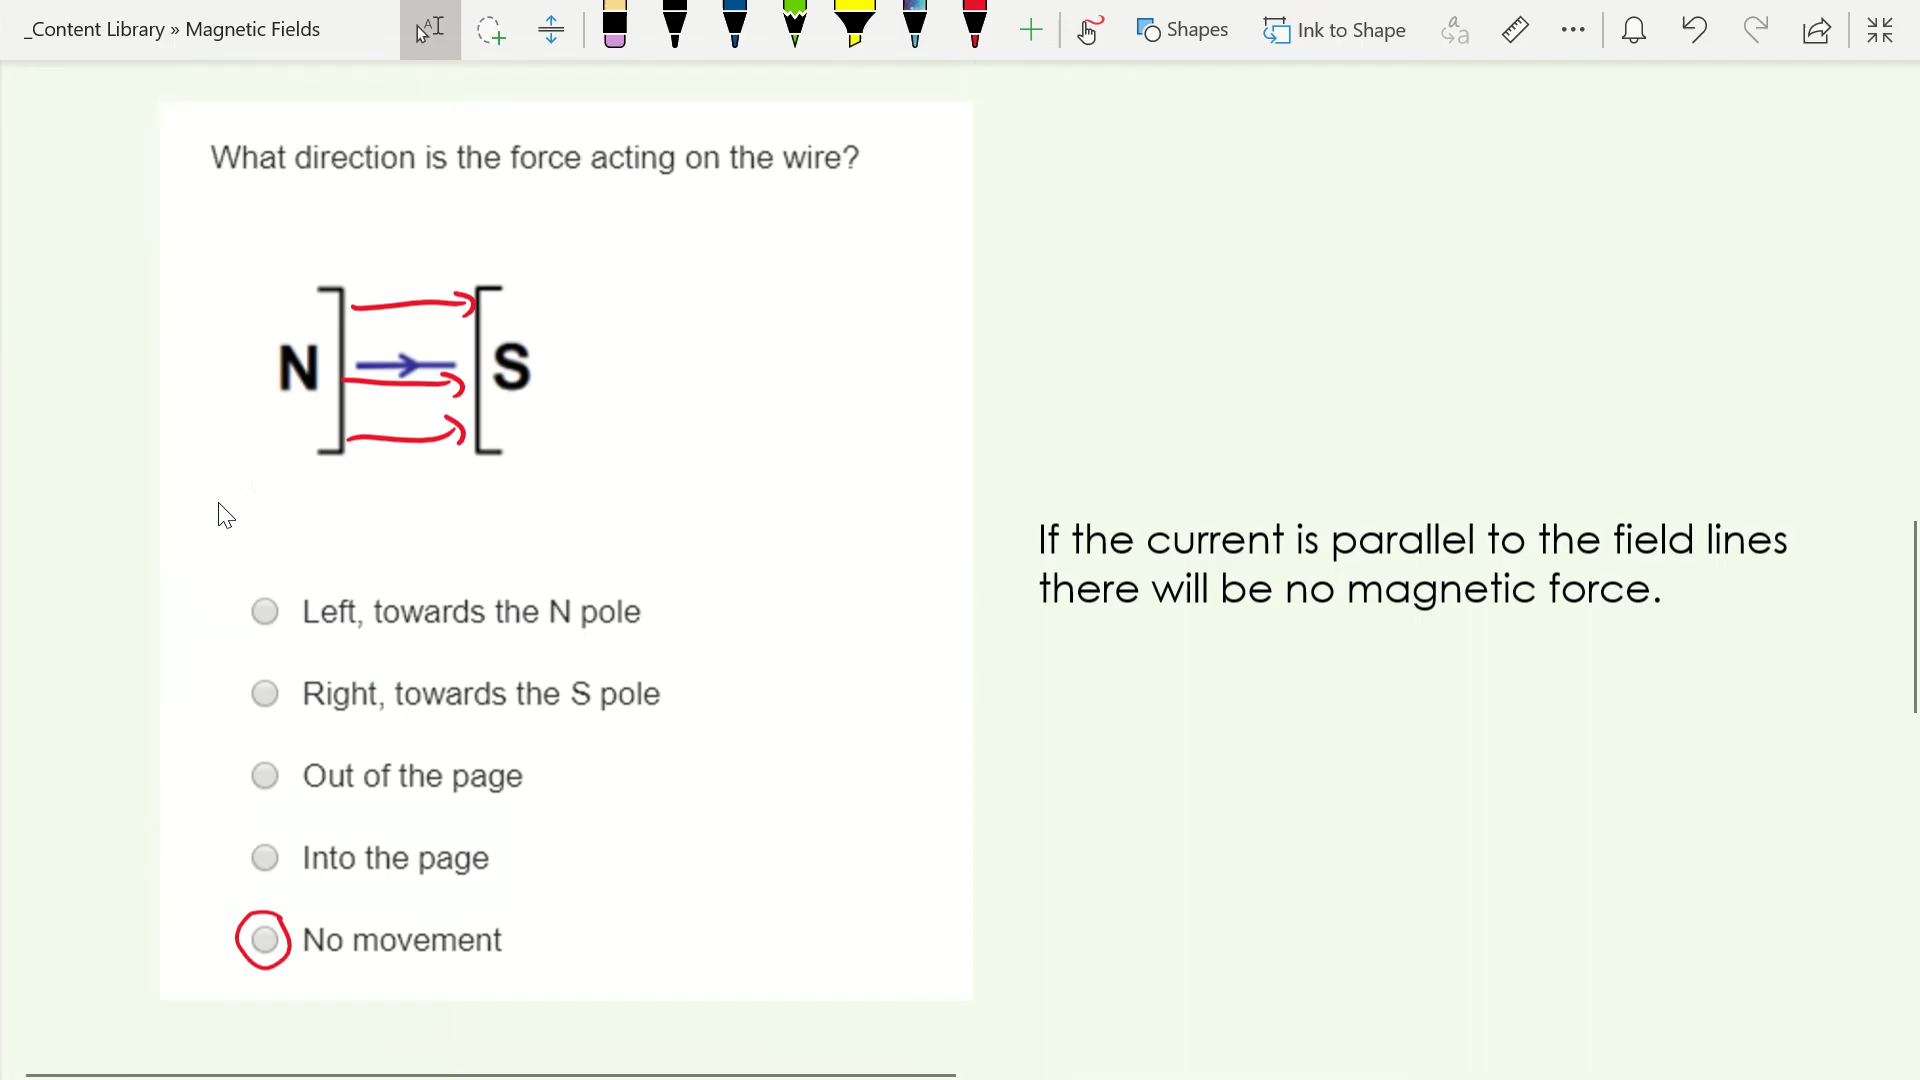 _Content Library » Magnetic Fields
Shapes
Ink to Shape
What direction is the force acting on the wire?
N
S
If the current is parallel to the field lines
there will be no magnetic force.
Left, towards the N pole
Right, towards the S pole
Out of the page
Into the page
No movement